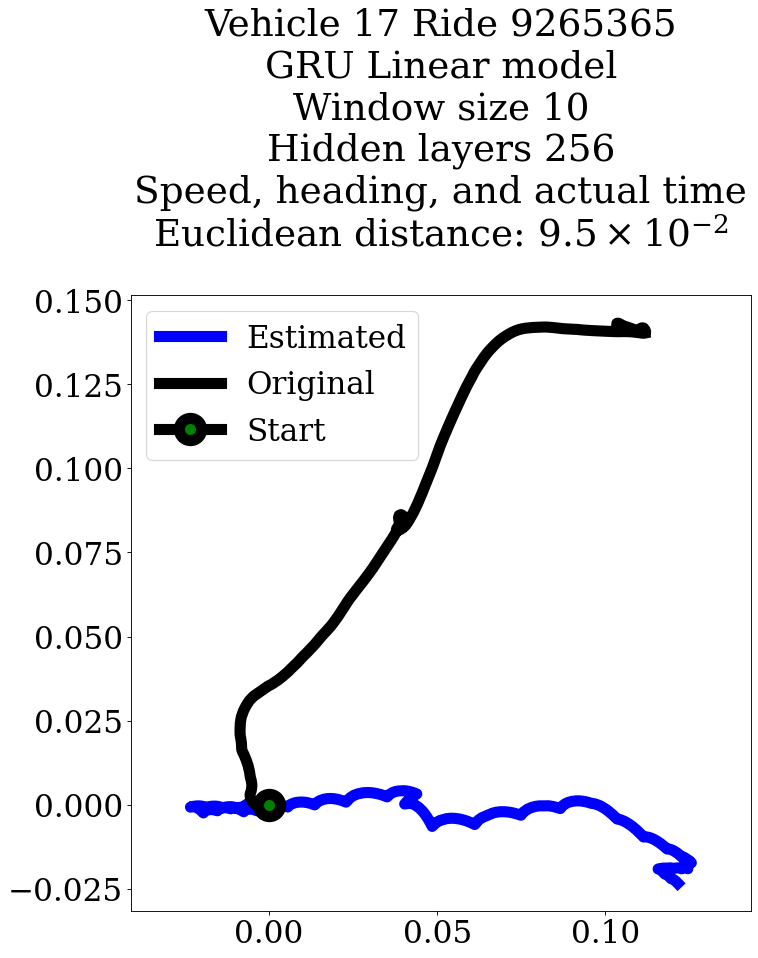 Vehicle 17 Ride 9265365
GRU Linear model
Window size 10
Hidden layers 256
Speed, heading, and actual time
Euclidean distance: 9.5 × 10⁻²
Estimated
Original
Start
0.150
0.125
0.100
0.075
0.050
0.025
0.000
−0.025
0.00 0.05 0.10